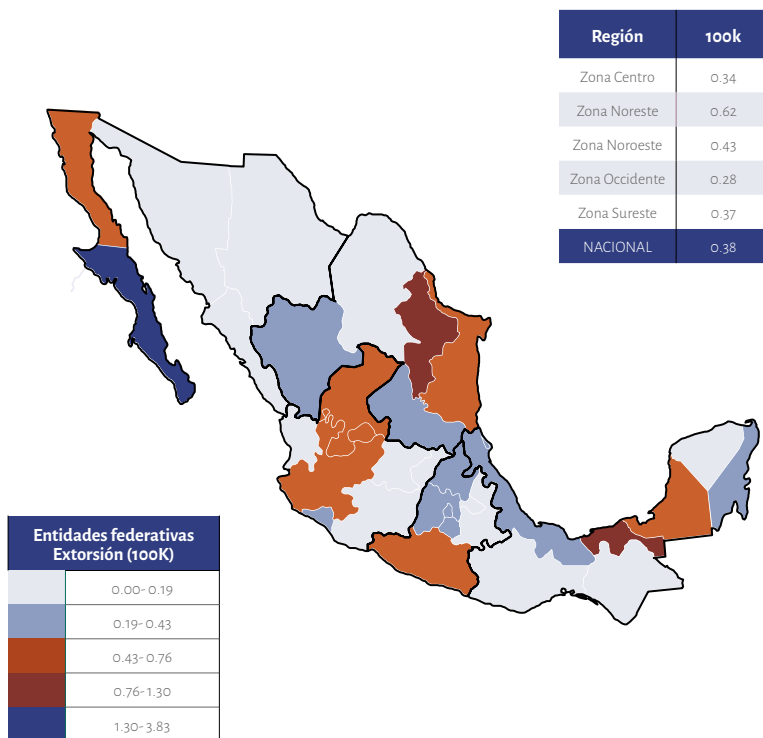 Región 100k
Zona Centro 0.34
Zona Noreste 0.62
Zona Noroeste 0.43
Zona Occidente 0.28
Zona Sureste 0.37
NACIONAL 0.38
Entidades federativas
Extorsión (100K)
0.00-0.19
0.19-0.43
0.43-0.76
0.76-1.30
1.30-3.83